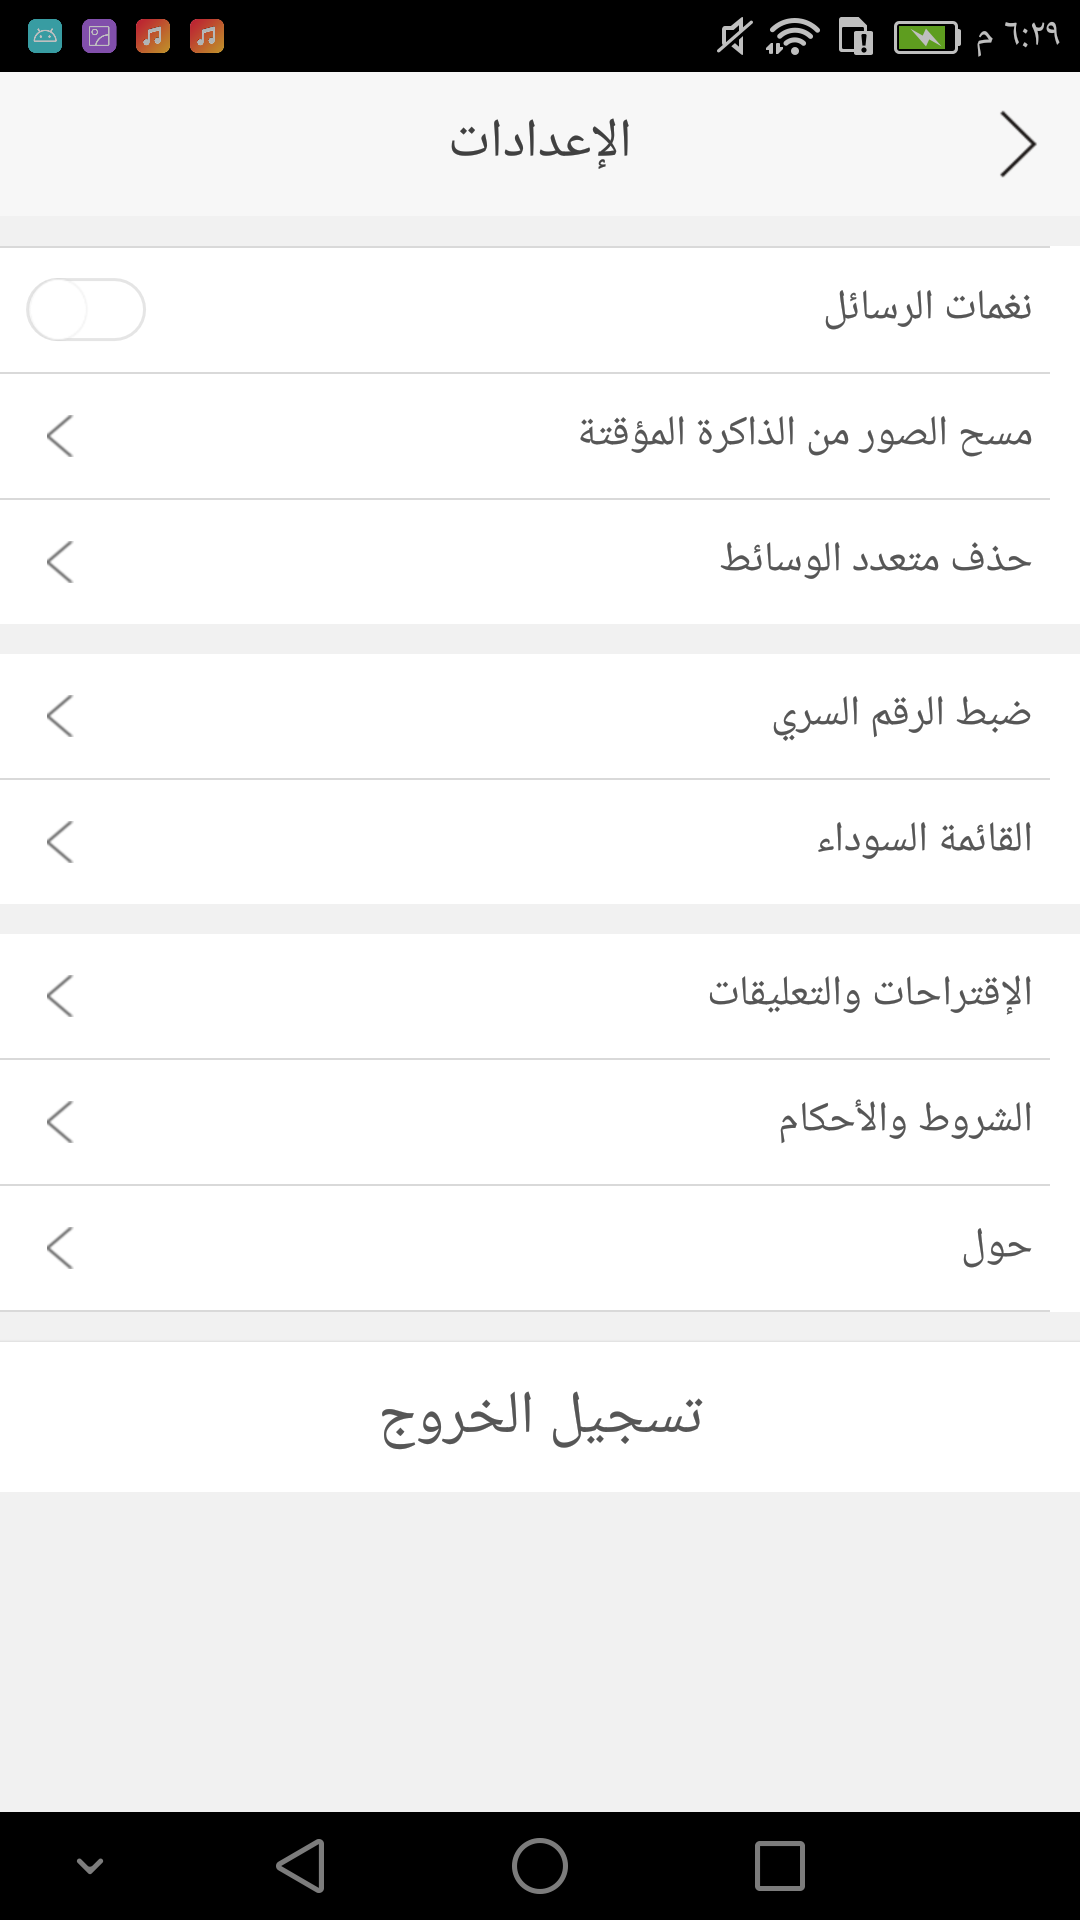 ٦:٢٩ م
الإعدادات
نغمات الرسائل
مسح الصور من الذاكرة المؤقتة
حذف متعدد الوسائط
ضبط الرقم السري
القائمة السوداء
الإقتراحات والتعليقات
الشروط والأحكام
حول
تسجيل الخروج